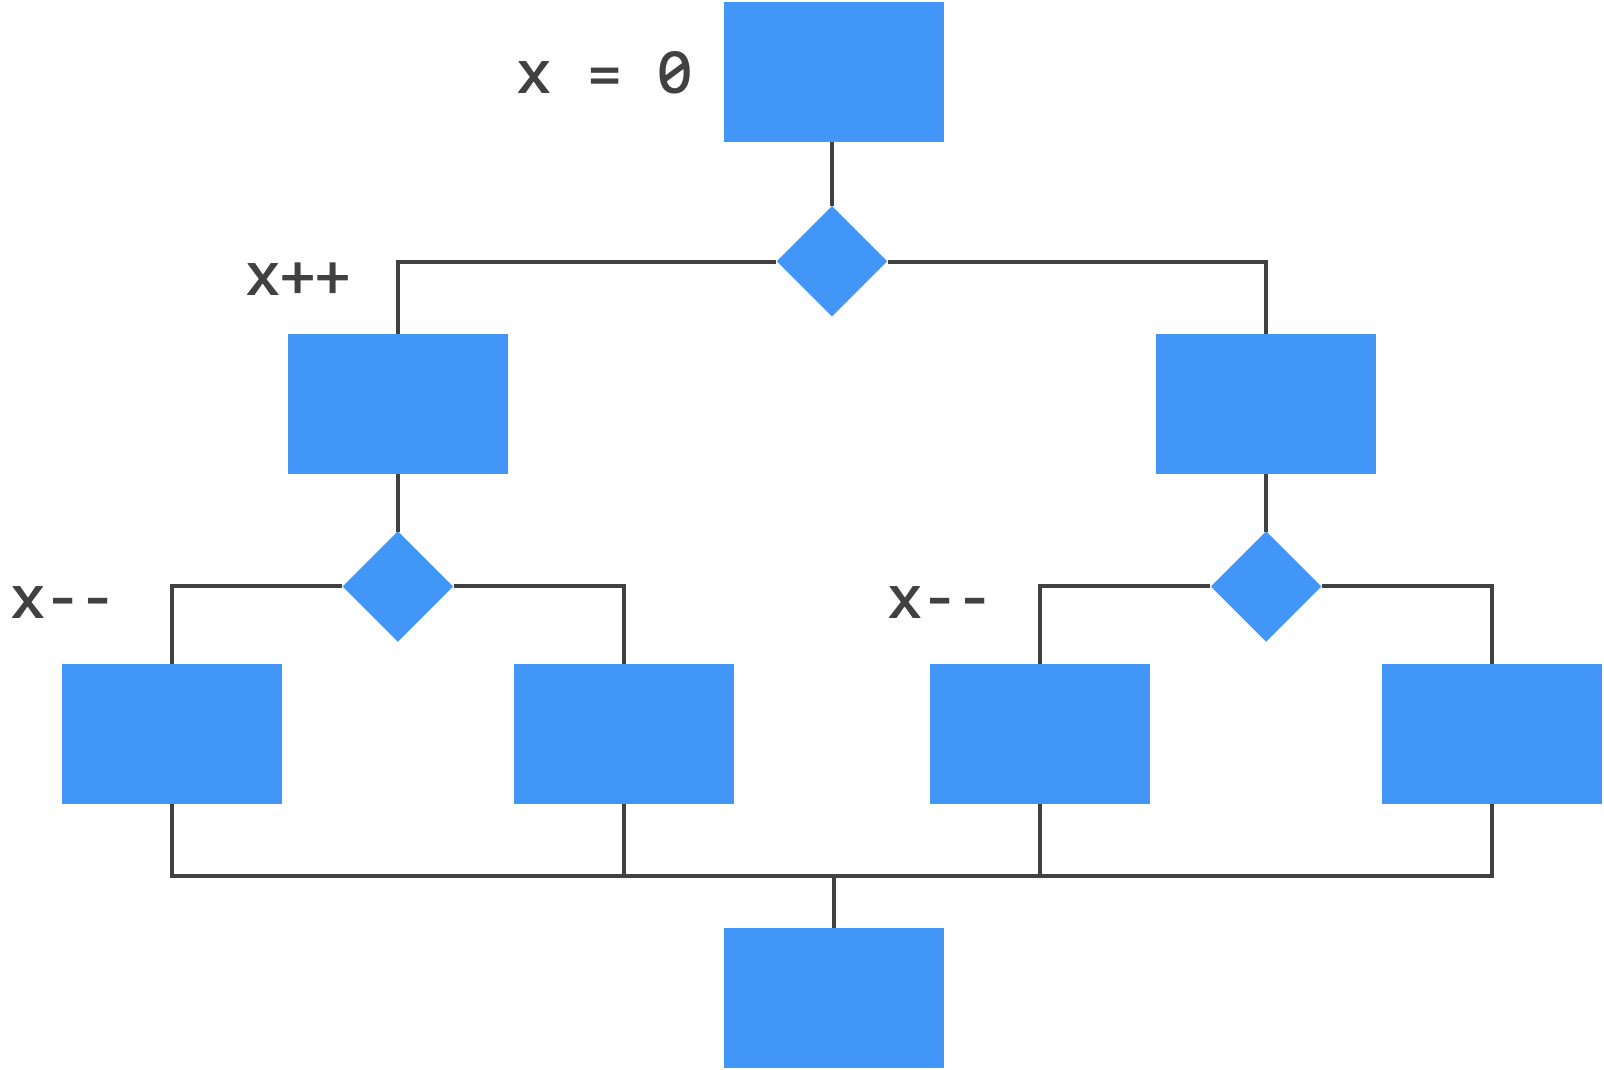 x = 0
x++
x--
x--